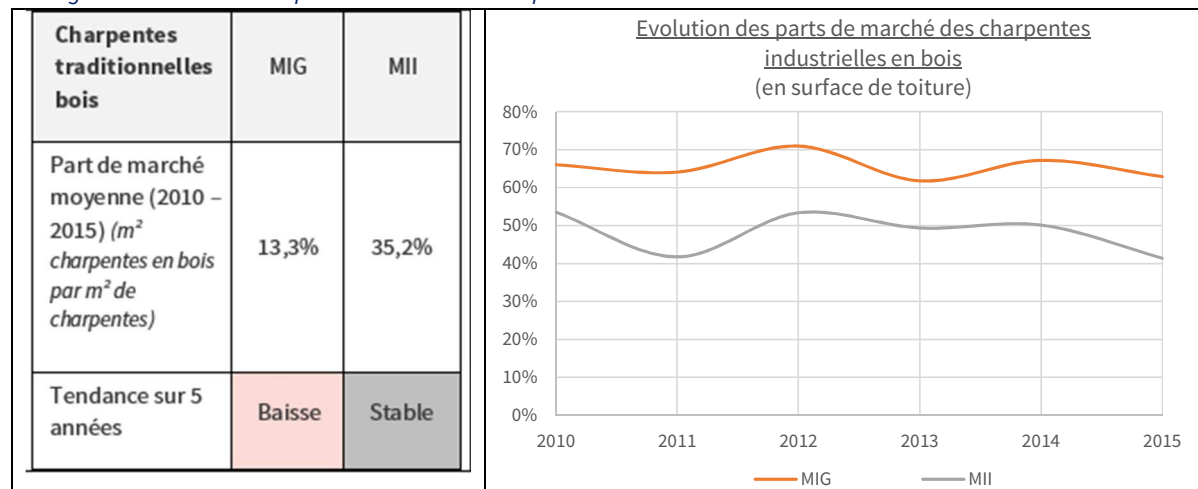 Charpentes
traditionnelles
bois
MIG
MII
Part de marché
moyenne (2010 –
2015) (m²
charpentes en bois
par m² de
charpentes)
13,3%
35,2%
Tendance sur 5
années
Baisse
Stable
Evolution des parts de marché des charpentes
industrielles en bois
(en surface de toiture)
80%
70%
60%
50%
40%
30%
20%
10%
0%
2010 2011 2012 2013 2014 2015
MIG MII